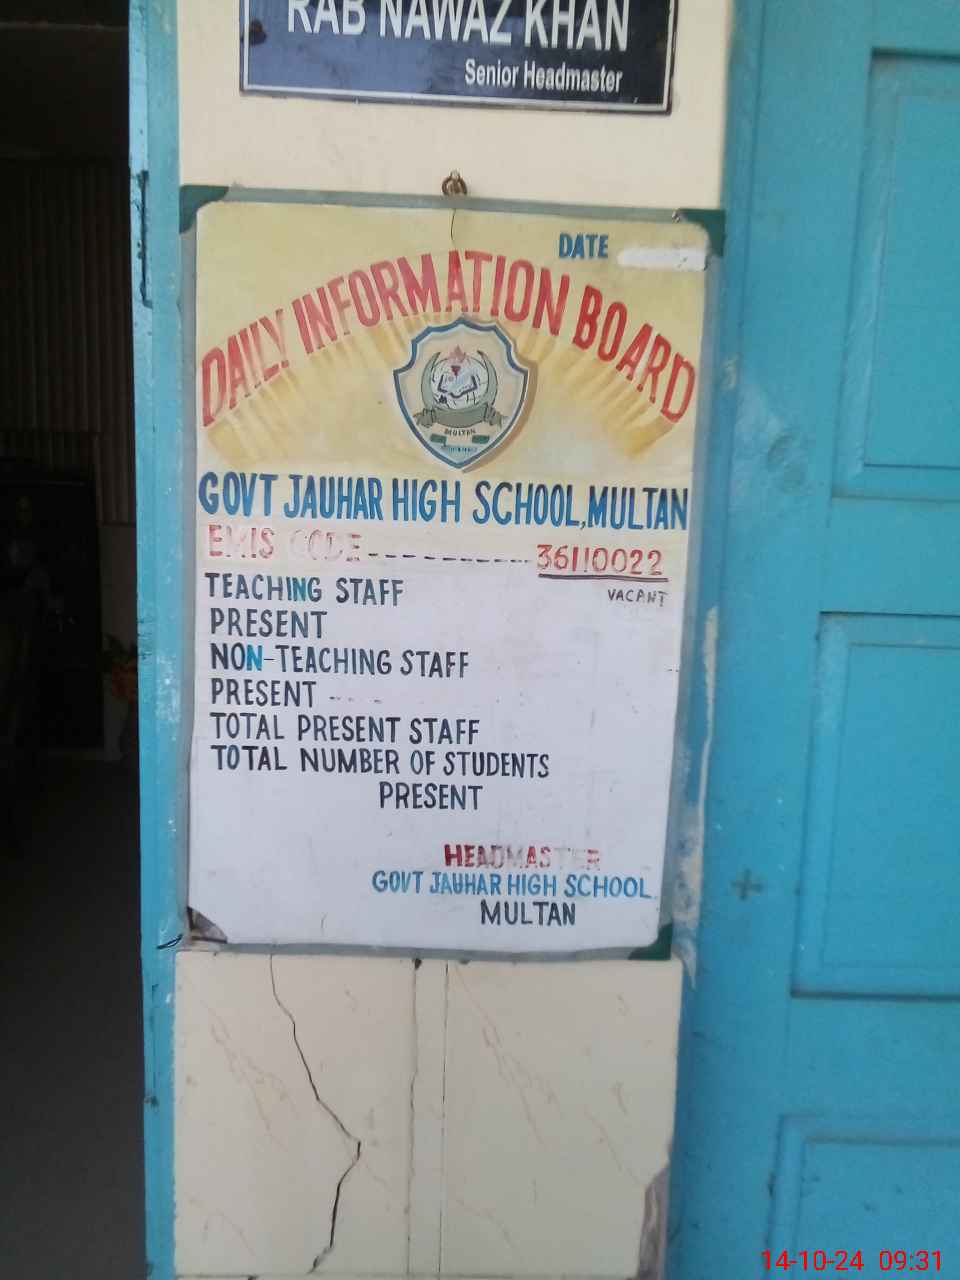 RAB NAWAZ KHAN
Senior Headmaster
DATE
DAILY INFORMATION BOARD
MULTAN
GOVT JAUHAR HIGH SCHOOL, MULTAN
EMIS CODE ------------ 36110022
TEACHING STAFF
VACANT
PRESENT
NON-TEACHING STAFF
PRESENT ----
TOTAL PRESENT STAFF
TOTAL NUMBER OF STUDENTS
PRESENT
HEADMASTER
GOVT JAUHAR HIGH SCHOOL
MULTAN
14-10-24 09:31